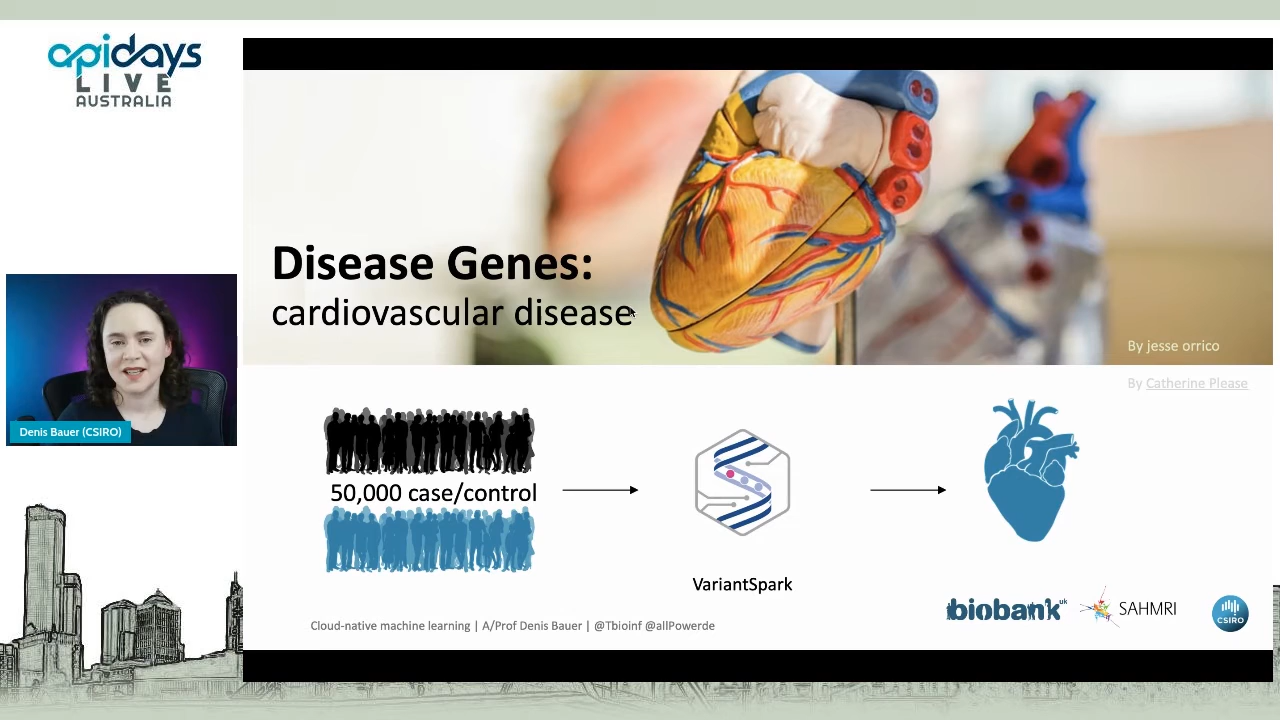 apidays
LIVE
AUSTRALIA
Disease Genes:
cardiovascular disease
By jesse orrico
By Catherine Please
Denis Bauer (CSIRO)
50,000 case/control
VariantSpark
biobank uk
SAHMRI
CSIRO
Cloud-native machine learning | A/Prof Denis Bauer | @Tbioinf @allPowerde